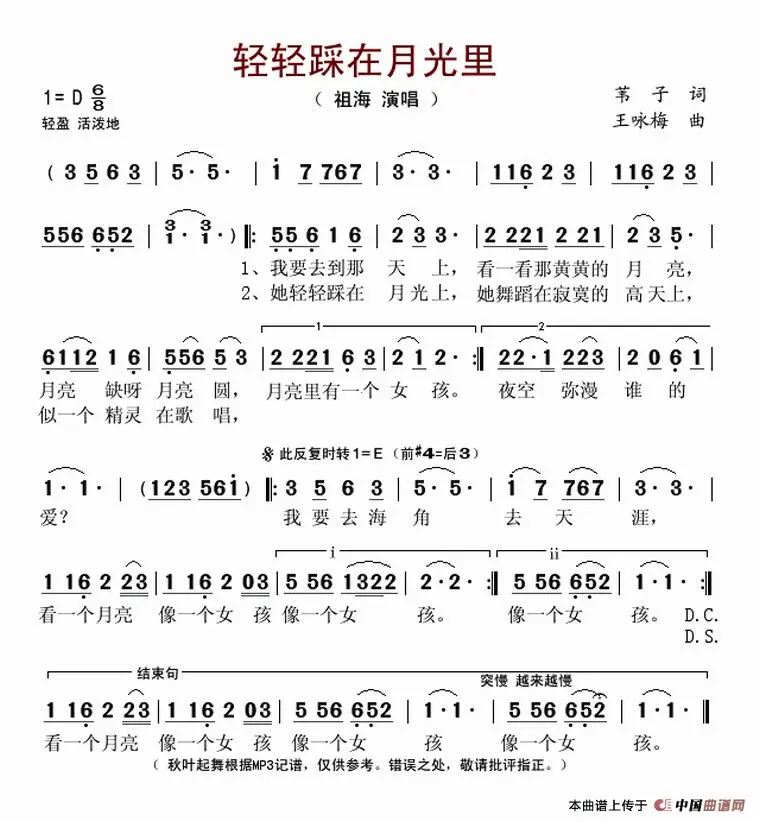 轻轻踩在月光里
1= D 6/8
（ 祖海 演唱 ）
苇 子 词
轻盈 活泼地
王咏梅 曲
( 3 5 6 3 | 5· 5· | i 7 767 | 3· 3· | 116 2 3 | 116 2 3 |
556 652 | 3/1· 3/1· ) ‖: 5 5 6 1 6 | 2 3 3· | 2 221 221 | 2 3 5· |
1、我要去到那 天 上， 看一看那黄黄的 月 亮，
2、她轻轻踩在 月光上， 她舞蹈在寂寞的 高天上，
1 2
6112 1 6 | 556 5 3 | 2 221 6 3 | 2 1 2· :‖ 22·1 223 | 2 0 6 1 |
月亮 缺呀 月亮 圆， 月亮里有一个 女 孩。 夜空 弥漫 谁 的
似一个 精灵 在歌 唱，
𝄋 此反复时转1=E（前#4=后3）
1· 1· | ( 123 561 ) ‖: 3 5 6 3 | 5· 5· | i 7 767 | 3· 3· |
爱？ 我 要 去 海 角 去 天 涯，
i ii
1 16 2 23 | 1 16 2 03 | 5 56 1322 | 2· 2· :‖ 5 56 652 | 1· 1· :‖
看一个月亮 像一个女 孩 像一个女 孩。 像一个女 孩。 D.C.
D.S.
结束句
突慢 越来越慢
1 16 2 23 | 1 16 2 03 | 5 56 652 | 1· 1· | 5 56 652 | 1· 1· ‖
看一个月亮 像一个女 孩 像一个女 孩 像一个女 孩。
（ 秋叶起舞根据MP3记谱，仅供参考。错误之处，敬请批评指正。）
本曲谱上传于 中国曲谱网